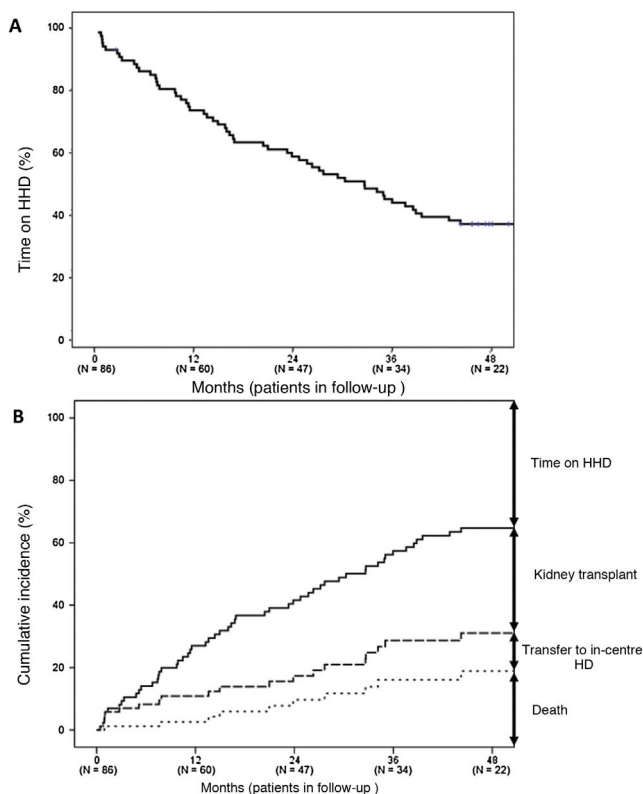 A
100
80
60
40
20
0
Time on HHD (%)
0 12 24 36 48
(N = 86) (N = 60) (N = 47) (N = 34) (N = 22)
Months (patients in follow-up )
B
100
80
60
40
20
0
Cumulative incidence (%)
Time on HHD
Kidney transplant
Transfer to in-centre
HD
Death
0 12 24 36 48
(N = 86) (N = 60) (N = 47) (N = 34) (N = 22)
Months (patients in follow-up )